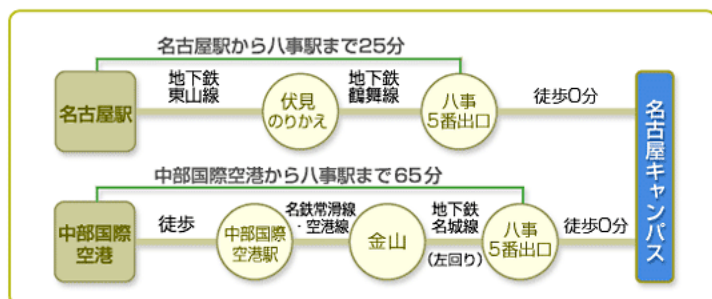 名古屋駅から八事駅まで25分
名古屋駅
地下鉄
東山線
伏見
のりかえ
地下鉄
鶴舞線
八事
5番出口
徒歩0分
名古屋キャンパス
中部国際空港から八事駅まで65分
中部国際
空港
徒歩
中部国際
空港駅
名鉄常滑線
・空港線
金山
地下鉄
名城線
(左回り)
八事
5番出口
徒歩0分